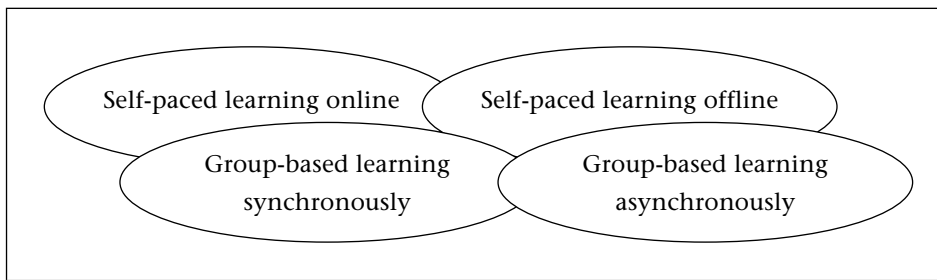 Self-paced learning online
Self-paced learning offline
Group-based learning
synchronously
Group-based learning
asynchronously